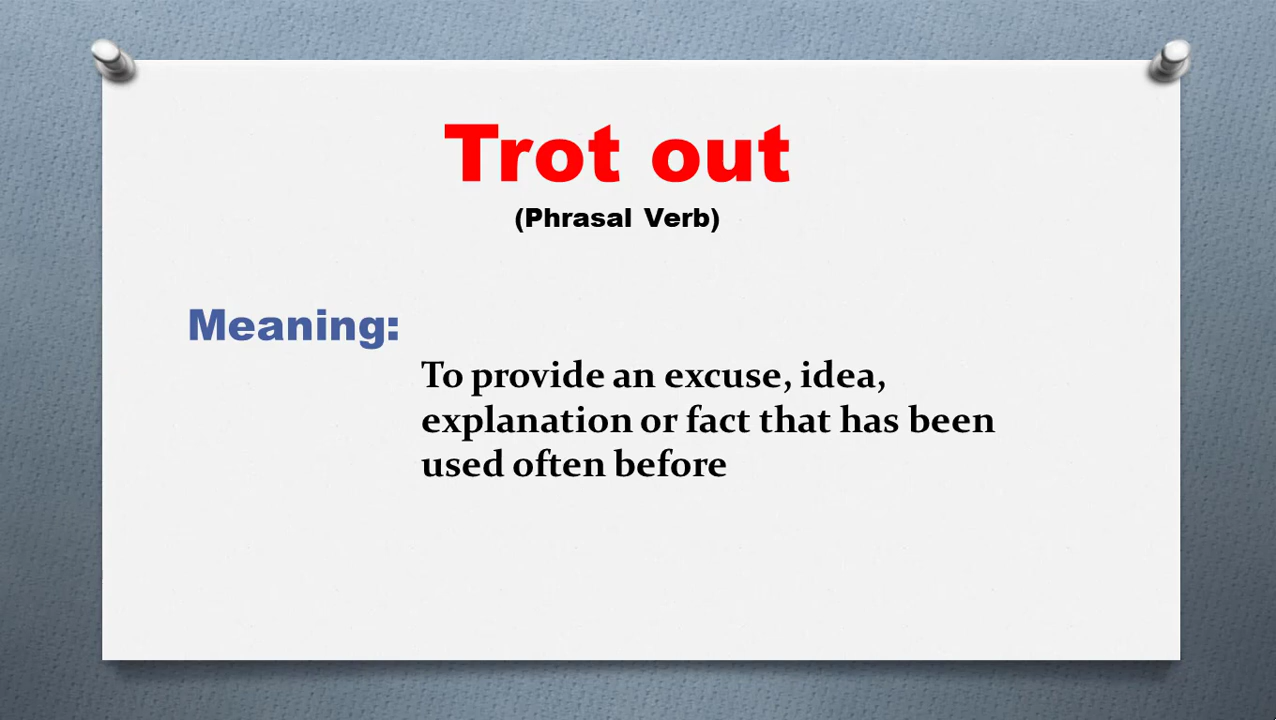 Trot out
(Phrasal Verb)
Meaning:
To provide an excuse, idea,
explanation or fact that has been
used often before